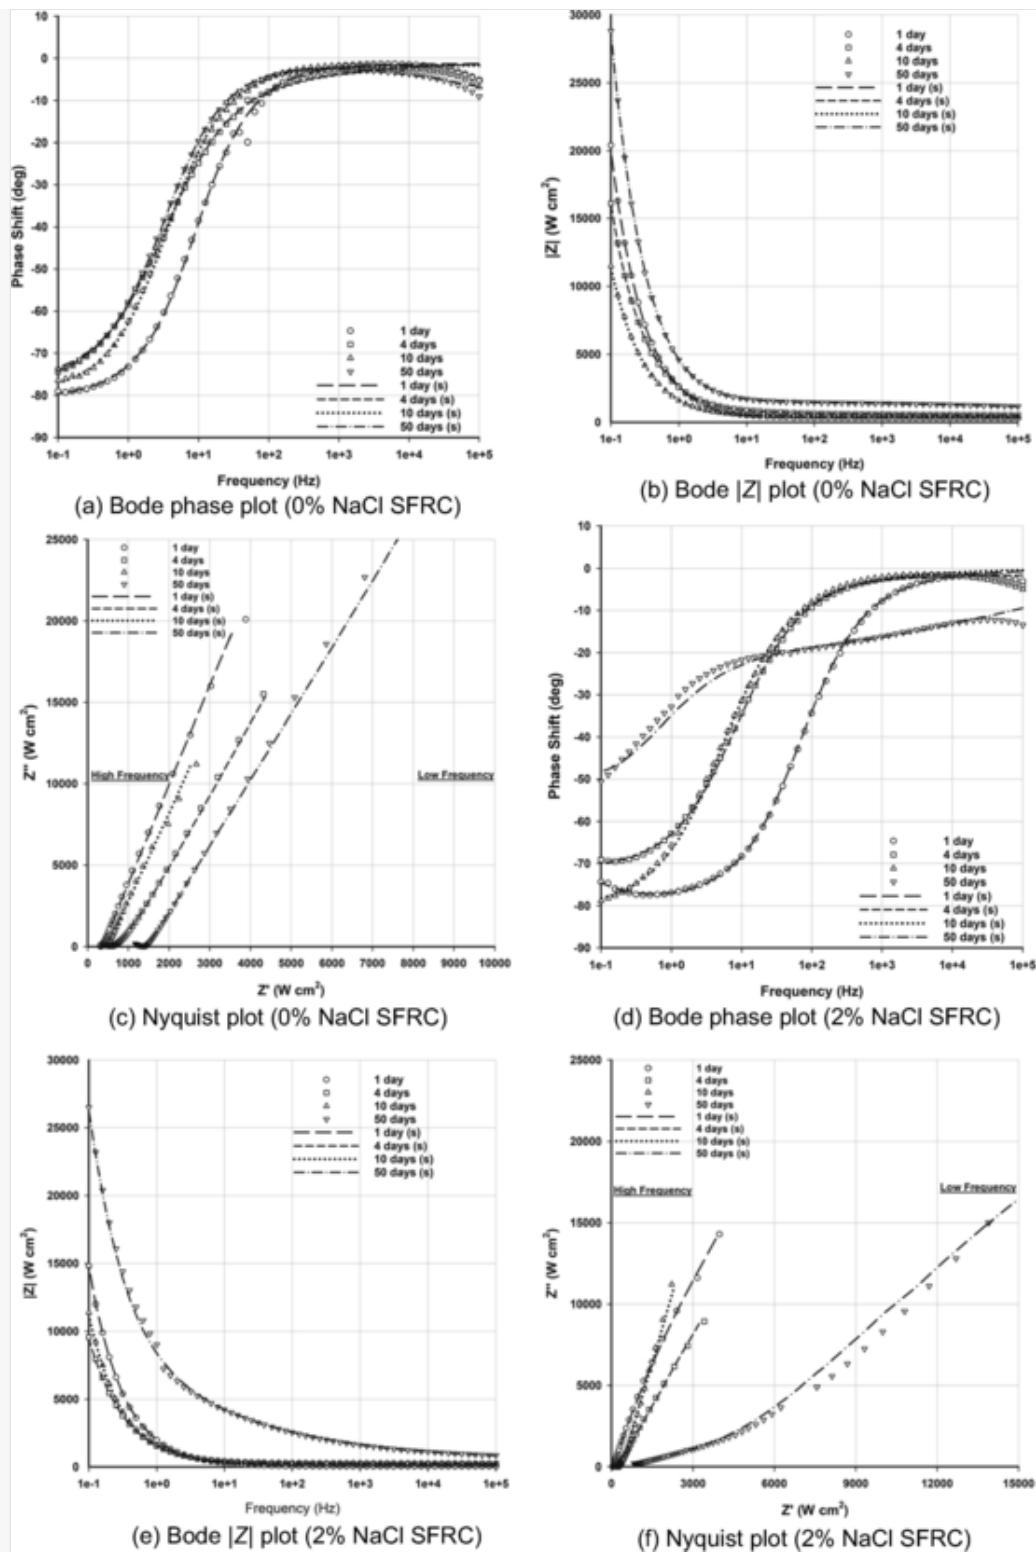 10
0
-10
-20
-30
-40
-50
-60
-70
-80
-90
Phase Shift (deg)
1 day
4 days
10 days
50 days
1 day (s)
4 days (s)
10 days (s)
50 days (s)
1e-1 1e+0 1e+1 1e+2 1e+3 1e+4 1e+5
Frequency (Hz)
(a) Bode phase plot (0% NaCl SFRC)
30000
25000
20000
15000
10000
5000
0
|Z| (W cm²)
1 day
4 days
10 days
50 days
1 day (s)
4 days (s)
10 days (s)
50 days (s)
1e-1 1e+0 1e+1 1e+2 1e+3 1e+4 1e+5
Frequency (Hz)
(b) Bode |Z| plot (0% NaCl SFRC)
25000
20000
15000
10000
5000
0
Z'' (W cm²)
1 day
4 days
10 days
50 days
1 day (s)
4 days (s)
10 days (s)
50 days (s)
High Frequency
Low Frequency
0 1000 2000 3000 4000 5000 6000 7000 8000 9000 10000
Z' (W cm²)
(c) Nyquist plot (0% NaCl SFRC)
10
0
-10
-20
-30
-40
-50
-60
-70
-80
-90
Phase Shift (deg)
1 day
4 days
10 days
50 days
1 day (s)
4 days (s)
10 days (s)
50 days (s)
1e-1 1e+0 1e+1 1e+2 1e+3 1e+4 1e+5
Frequency (Hz)
(d) Bode phase plot (2% NaCl SFRC)
30000
25000
20000
15000
10000
5000
0
|Z| (W cm²)
1 day
4 days
10 days
50 days
1 day (s)
4 days (s)
10 days (s)
50 days (s)
1e-1 1e+0 1e+1 1e+2 1e+3 1e+4 1e+5
Frequency (Hz)
(e) Bode |Z| plot (2% NaCl SFRC)
25000
20000
15000
10000
5000
0
Z'' (W cm²)
1 day
4 days
10 days
50 days
1 day (s)
4 days (s)
10 days (s)
50 days (s)
High Frequency
Low Frequency
0 3000 6000 9000 12000 15000
Z' (W cm²)
(f) Nyquist plot (2% NaCl SFRC)